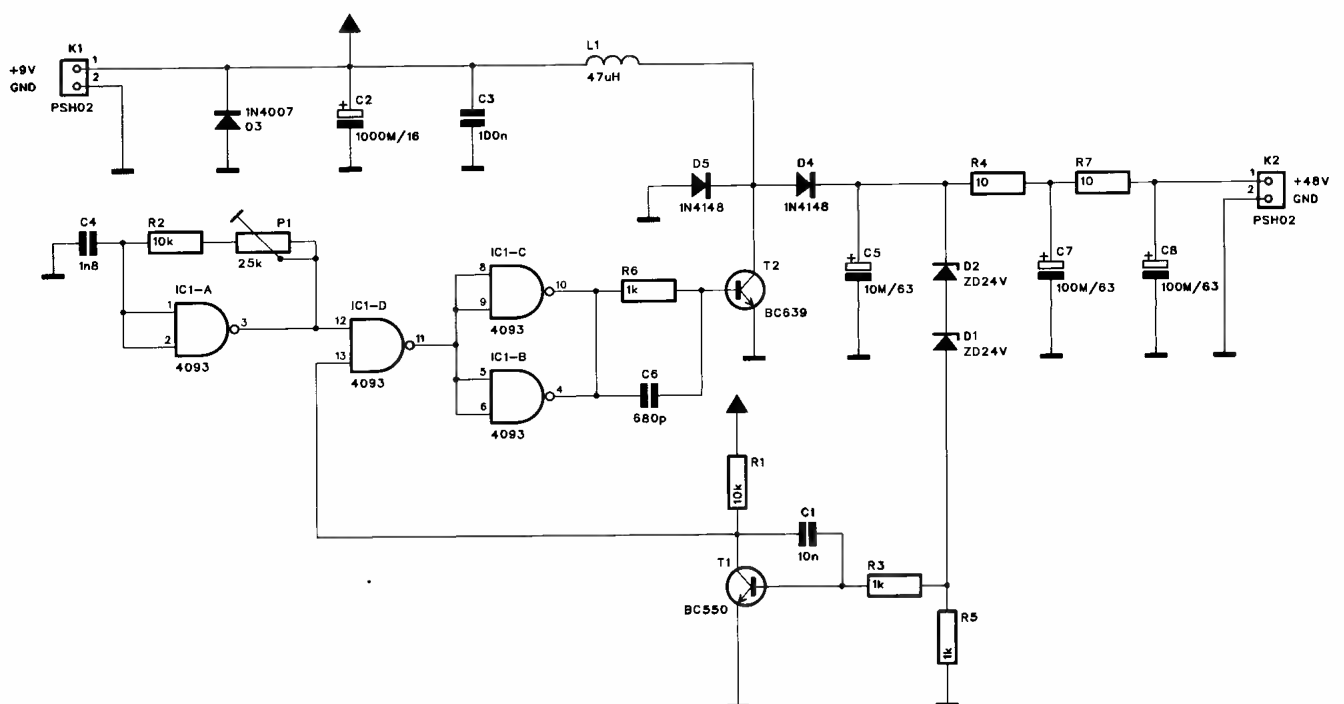 K1
1
+9V
2
GND
PSH02
1N4007
D3
+
C2
1000M/16
C3
100n
L1
47uH
D5
1N4148
D4
1N4148
R4
10
R7
10
K2
1
+48V
2
GND
PSH02
C4
1n8
R2
10k
P1
25k
IC1-A
1
2
3
4093
IC1-D
12
13
11
4093
IC1-C
8
9
10
4093
IC1-B
5
6
4
4093
R6
1k
C6
680p
T2
BC639
+
C5
10M/63
D2
ZD24V
D1
ZD24V
+
C7
100M/63
+
C8
100M/63
R1
10k
C1
10n
T1
BC550
R3
1k
R5
1k